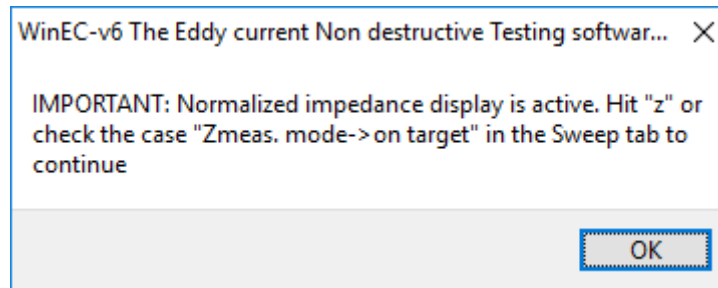 WinEC-v6 The Eddy current Non destructive Testing softwar...
IMPORTANT: Normalized impedance display is active. Hit "z" or
check the case "Zmeas. mode->on target" in the Sweep tab to
continue
OK